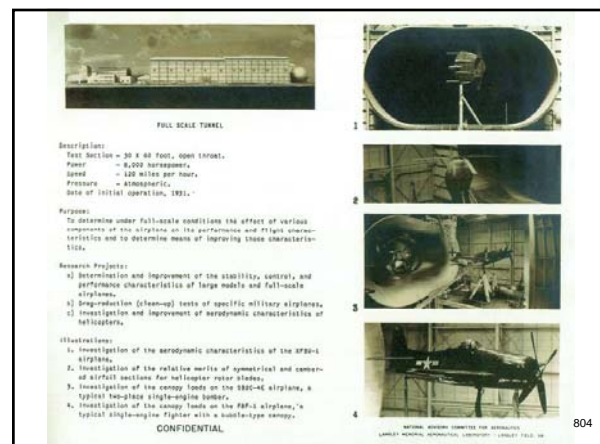 FULL SCALE TUNNEL
Description:
Test Section = 30 X 60 foot, open throat.
Power = 8,000 horsepower.
Speed = 120 miles per hour.
Pressure = Atmospheric.
Date of initial operation, 1931.
Purpose:
To determine under full-scale conditions the effect of various
components of the airplane on its performance and flight charac-
teristics and to determine means of improving those characteris-
tics.
Research Projects:
a) Determination and improvement of the stability, control, and
performance characteristics of large models and full-scale
airplanes.
b) Drag-reduction (clean-up) tests of specific military airplanes.
c) Investigation and improvement of aerodynamic characteristics of
helicopters.
Illustrations:
1. Investigation of the aerodynamic characteristics of the
airplane.
2. Investigation of the relative merits of symmetrical and camber-
ed airfoil sections for helicopter rotor blades.
3. Investigation of the canopy loads on the SB2C-4E airplane, a
typical two-place single-engine bomber.
4. Investigation of the canopy loads on the F8F-1 airplane, a
typical single-engine fighter with a bubble-type canopy.
CONFIDENTIAL
1
2
3
4
NATIONAL ADVISORY COMMITTEE FOR AERONAUTICS
LANGLEY MEMORIAL AERONAUTICAL LABORATORY - LANGLEY FIELD, VA
804